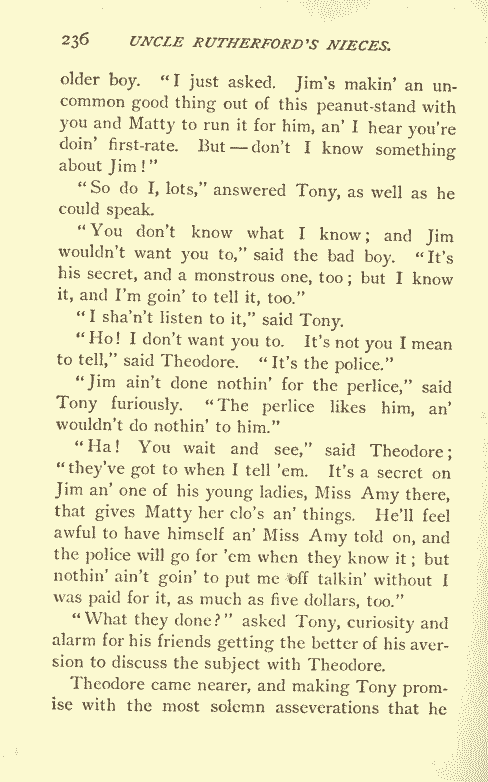 236 UNCLE RUTHERFORD'S NIECES.
older boy. "I just asked. Jim's makin' an un-
common good thing out of this peanut-stand with
you and Matty to run it for him, an' I hear you're
doin' first-rate. But — don't I know something
about Jim!"
"So do I, lots," answered Tony, as well as he
could speak.
"You don't know what I know; and Jim
wouldn't want you to," said the bad boy. "It's
his secret, and a monstrous one, too; but I know
it, and I'm goin' to tell it, too."
"I sha'n't listen to it," said Tony.
"Ho! I don't want you to. It's not you I mean
to tell," said Theodore. "It's the police."
"Jim ain't done nothin' for the perlice," said
Tony furiously. "The perlice likes him, an'
wouldn't do nothin' to him."
"Ha! You wait and see," said Theodore;
"they've got to when I tell 'em. It's a secret on
Jim an' one of his young ladies, Miss Amy there,
that gives Matty her clo's an' things. He'll feel
awful to have himself an' Miss Amy told on, and
the police will go for 'em when they know it; but
nothin' ain't goin' to put me off talkin' without I
was paid for it, as much as five dollars, too."
"What they done?" asked Tony, curiosity and
alarm for his friends getting the better of his aver-
sion to discuss the subject with Theodore.
Theodore came nearer, and making Tony prom-
ise with the most solemn asseverations that he